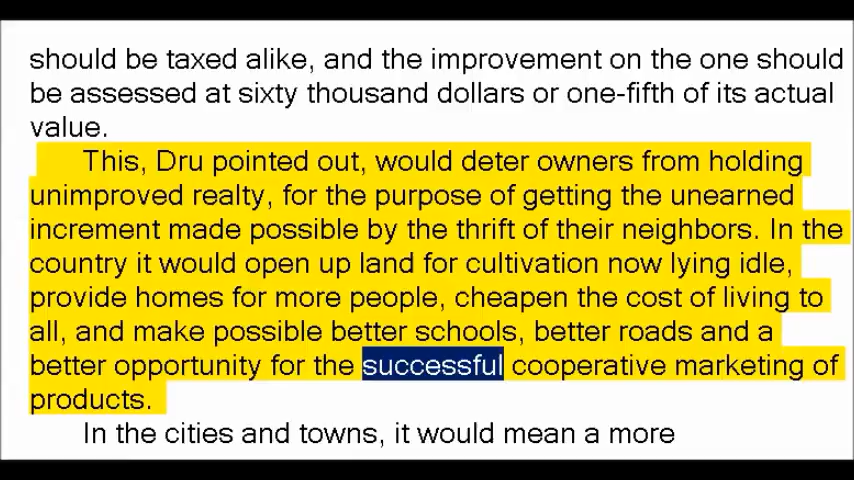 should be taxed alike, and the improvement on the one should
be assessed at sixty thousand dollars or one-fifth of its actual
value.
This, Dru pointed out, would deter owners from holding
unimproved realty, for the purpose of getting the unearned
increment made possible by the thrift of their neighbors. In the
country it would open up land for cultivation now lying idle,
provide homes for more people, cheapen the cost of living to
all, and make possible better schools, better roads and a
better opportunity for the successful cooperative marketing of
products.
In the cities and towns, it would mean a more